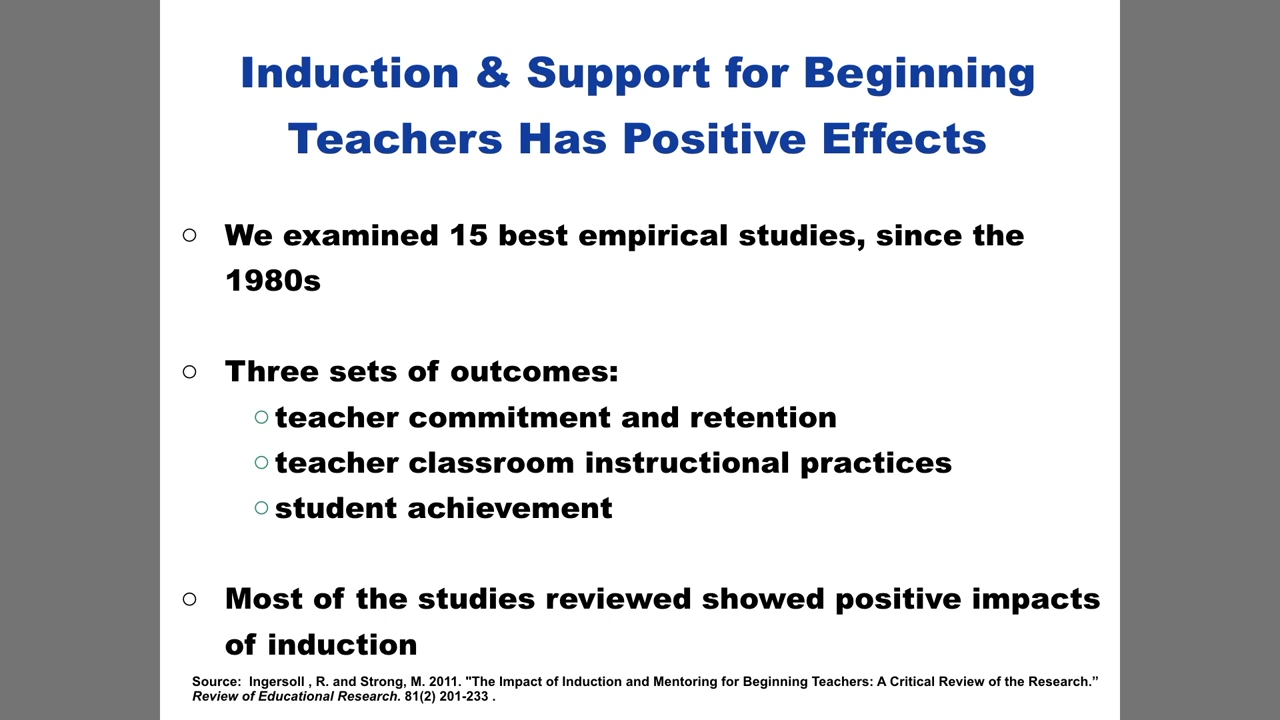 Induction & Support for Beginning
Teachers Has Positive Effects
○ We examined 15 best empirical studies, since the
1980s
○ Three sets of outcomes:
○ teacher commitment and retention
○ teacher classroom instructional practices
○ student achievement
○ Most of the studies reviewed showed positive impacts
of induction
Source:  Ingersoll , R. and Strong, M. 2011. "The Impact of Induction and Mentoring for Beginning Teachers: A Critical Review of the Research.”
Review of Educational Research. 81(2) 201-233 .